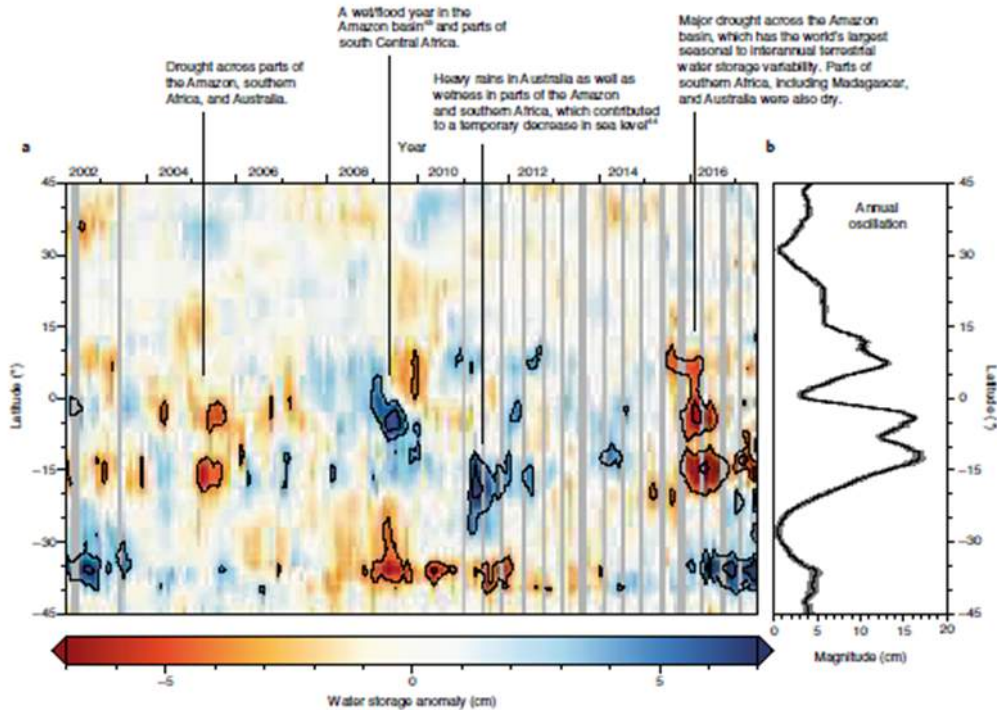 A wet/flood year in the
Amazon basin⁴⁸ and parts of
south Central Africa.
Major drought across the Amazon
basin, which has the world's largest
seasonal to interannual terrestrial
water storage variability. Parts of
southern Africa, including Madagascar,
and Australia were also dry.
Drought across parts of
the Amazon, southern
Africa, and Australia.
Heavy rains in Australia as well as
wetness in parts of the Amazon
and southern Africa, which contributed
to a temporary decrease in sea level⁴⁴
a
Year
b
2002 2004 2006 2008 2010 2012 2014 2016
45
30
15
0
−15
−30
−45
Latitude (°)
Annual
oscillation
45
30
15
0
−15
−30
−45
Latitude (°)
0 5 10 15 20
Magnitude (cm)
−5 0 5
Water storage anomaly (cm)